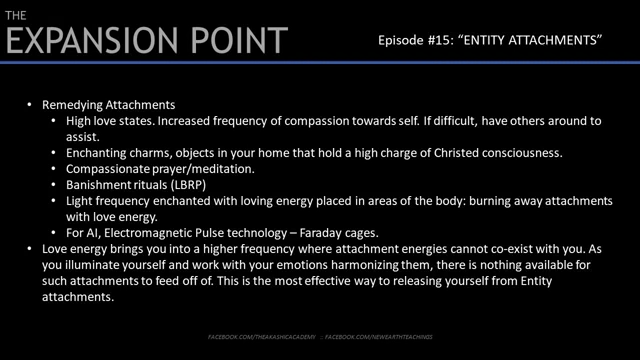 THE
EXPANSION POINT
Episode #15: “ENTITY ATTACHMENTS”
• Remedying Attachments
• High love states. Increased frequency of compassion towards self. If difficult, have others around to
assist.
• Enchanting charms, objects in your home that hold a high charge of Christed consciousness.
• Compassionate prayer/meditation.
• Banishment rituals (LBRP)
• Light frequency enchanted with loving energy placed in areas of the body: burning away attachments
with love energy.
• For AI, Electromagnetic Pulse technology – Faraday cages.
• Love energy brings you into a higher frequency where attachment energies cannot co-exist with you. As
you illuminate yourself and work with your emotions harmonizing them, there is nothing available for
such attachments to feed off of. This is the most effective way to releasing yourself from Entity
attachments.
FACEBOOK.COM/THEAKASHICACADEMY :: FACEBOOK.COM/NEWEARTHTEACHINGS